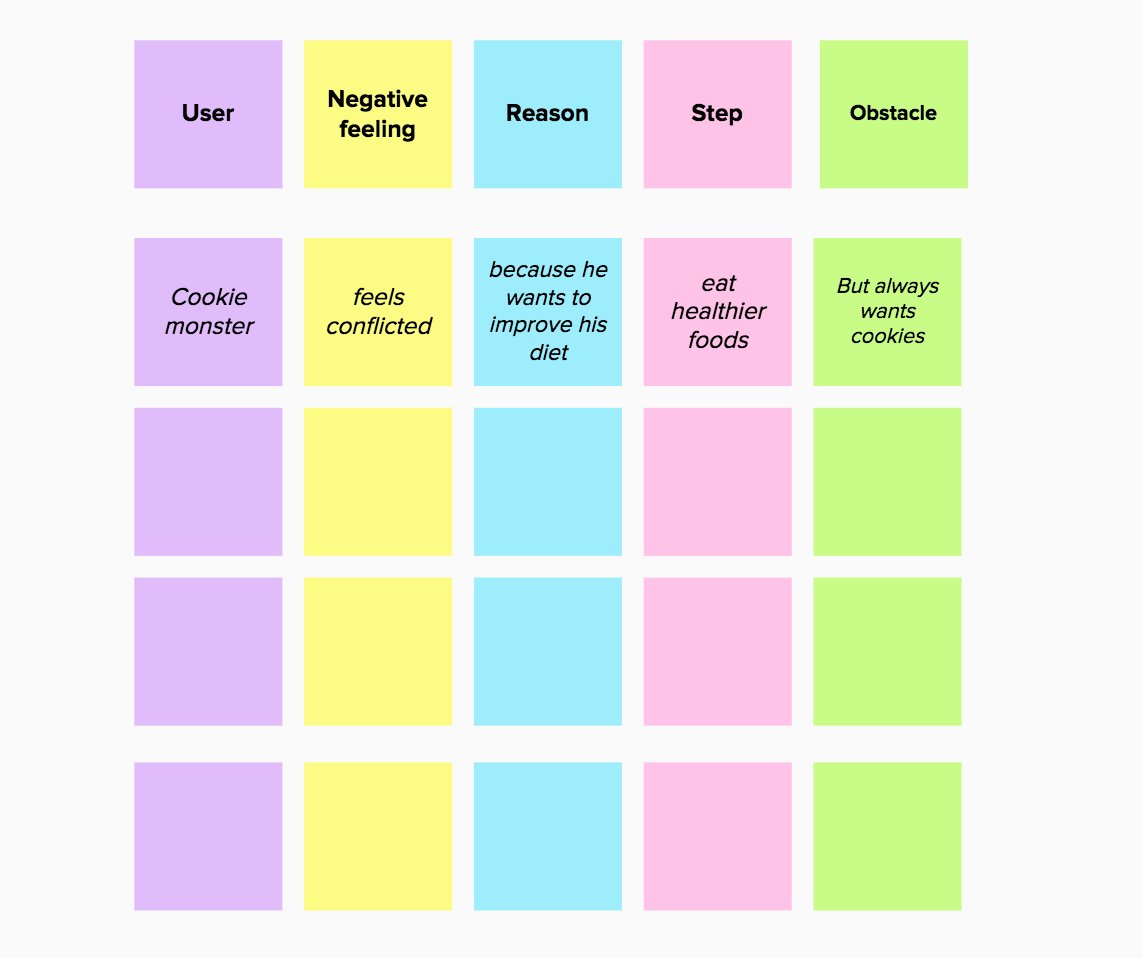 User
Negative
feeling
Reason
Step
Obstacle
Cookie
monster
feels
conflicted
because he
wants to
improve his
diet
eat
healthier
foods
But always
wants
cookies